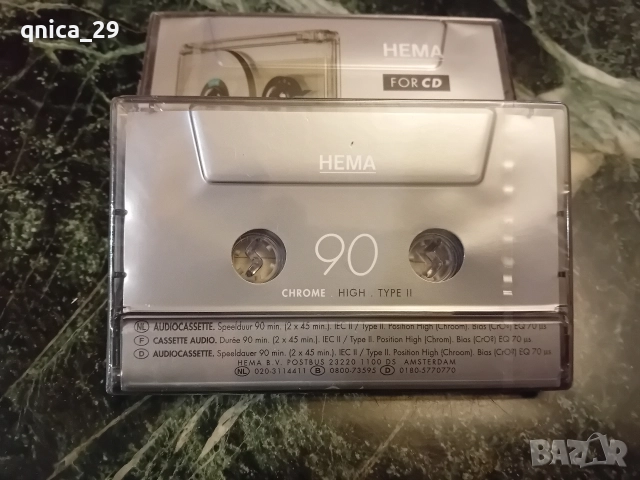 qnica_29
HEMA
FOR CD
HEMA
90
CHROME . HIGH . TYPE II
NL AUDIOCASSETTE. Speelduur 90 min. (2 x 45 min.). IEC II / Type II. Position High (Chroom). Bias (CrO2) EQ 70 µs
F CASSETTE AUDIO. Durée 90 min. (2 x 45 min.). IEC II / Type II. Position High (Chrom). Bias (CrO2) EQ 70 µs
D AUDIOCASSETTE. Speeldauer 90 min. (2 x 45 min.). IEC II / Type II. Position High (Chrom). Bias (CrO2) EQ 70 µs
HEMA B.V. POSTBUS 23220 1100 DS AMSTERDAM
NL 020-3114411 B 0800-73595 D 0180-5770770
BAZAR